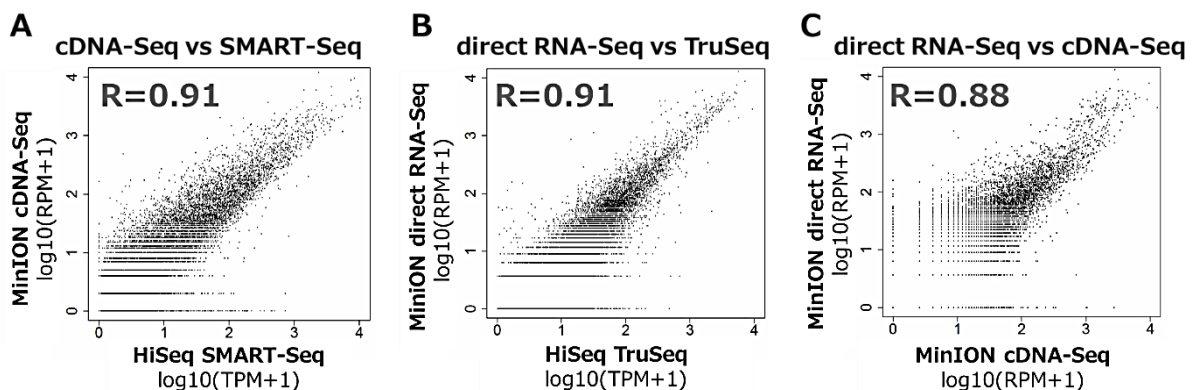 A
cDNA-Seq vs SMART-Seq
R=0.91
MinION cDNA-Seq
log10(RPM+1)
4
3
2
1
0
0 1 2 3 4
HiSeq SMART-Seq
log10(TPM+1)
B
direct RNA-Seq vs TruSeq
R=0.91
MiniON direct RNA-Seq
log10(RPM+1)
4
3
2
1
0
0 1 2 3 4
HiSeq TruSeq
log10(TPM+1)
C
direct RNA-Seq vs cDNA-Seq
R=0.88
MinION direct RNA-Seq
log10(RPM+1)
4
3
2
1
0
0 1 2 3 4
MinION cDNA-Seq
log10(RPM+1)